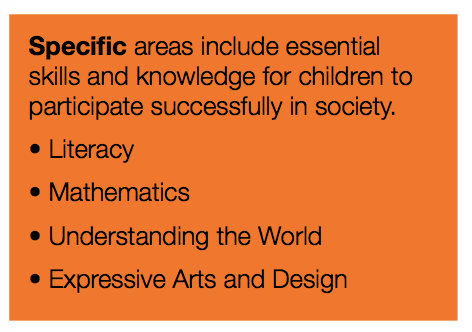 Specific areas include essential
skills and knowledge for children to
participate successfully in society.
• Literacy
• Mathematics
• Understanding the World
• Expressive Arts and Design